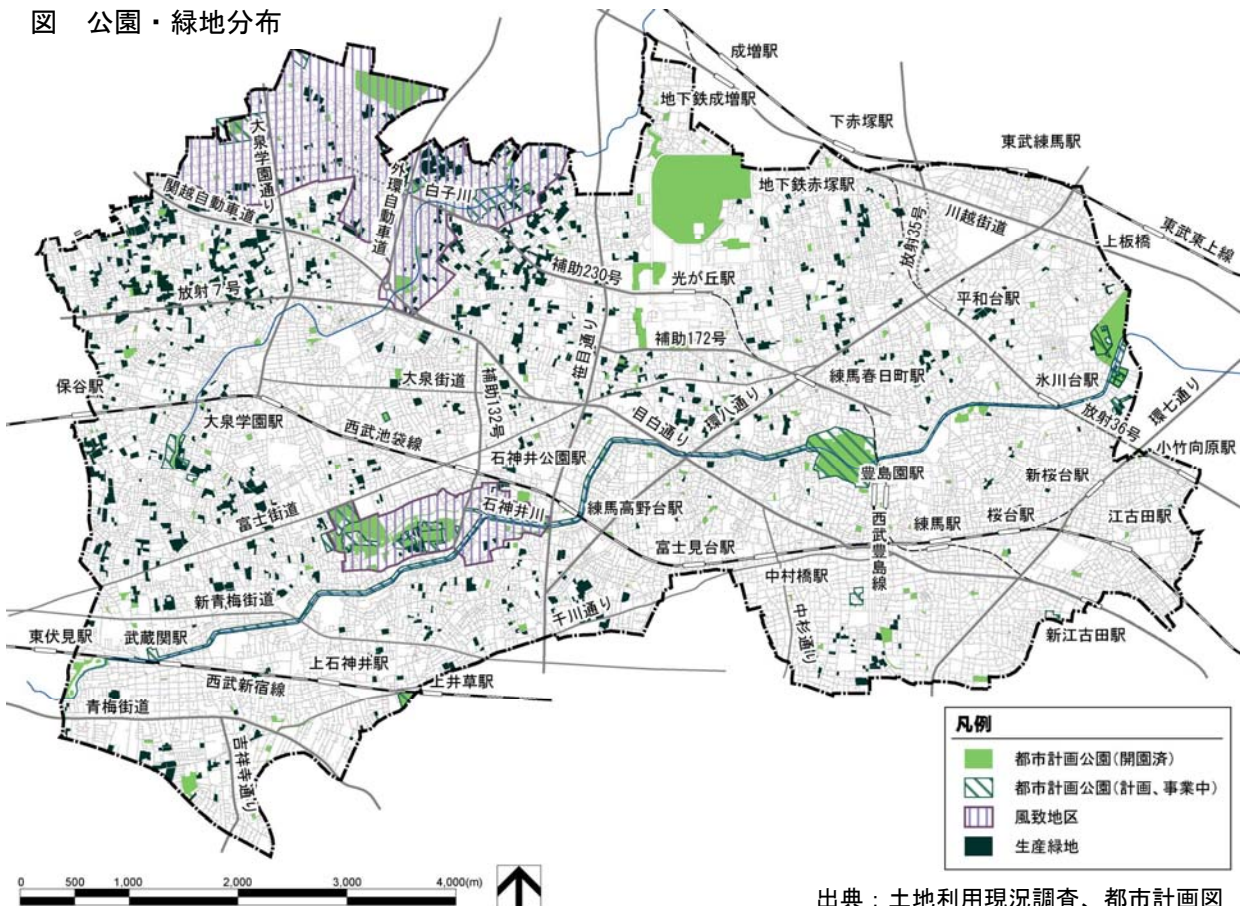 図　公園・緑地分布
成増駅
地下鉄成増駅
下赤塚駅
東武練馬駅
大泉学園通り
外環自動車道
白子川
地下鉄赤塚駅
川越街道
放射35号
東武東上線
上板橋
関越自動車道
補助230号
光が丘駅
放射7号
笹目通り
平和台駅
補助172号
保谷駅
大泉街道
補助132号
練馬春日町駅
氷川台駅
目白通り
環八通り
放射36号
環七通り
大泉学園駅
西武池袋線
石神井公園駅
豊島園駅
小竹向原駅
新桜台駅
富士街道
石神井川
練馬高野台駅
西武豊島線
練馬駅
桜台駅
江古田駅
富士見台駅
中村橋駅
新青梅街道
千川通り
中杉通り
新江古田駅
東伏見駅
武蔵関駅
上石神井駅
上井草駅
西武新宿線
青梅街道
吉祥寺通り
凡例
都市計画公園(開園済)
都市計画公園(計画、事業中)
風致地区
生産緑地
0 500 1,000 2,000 3,000 4,000(m)
出典：土地利用現況調査、都市計画図